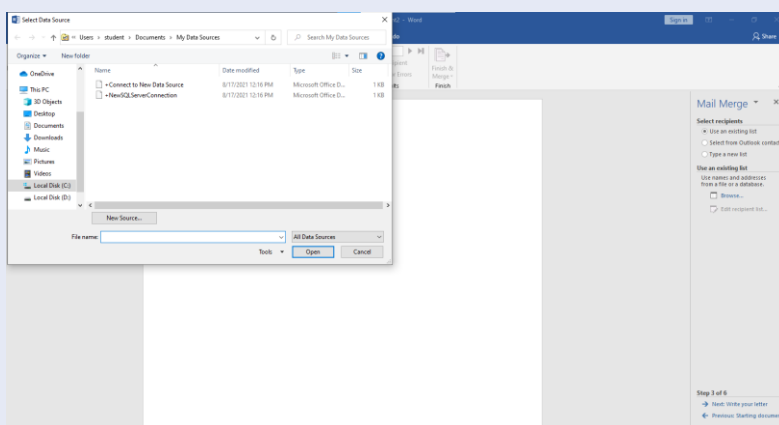 Select Data Source
Users › student › Documents › My Data Sources
Search My Data Sources
Organize
New folder
Name Date modified Type Size
OneDrive
This PC
3D Objects
Desktop
Documents
Downloads
Music
Pictures
Videos
Local Disk (C:)
Local Disk (D:)
+Connect to New Data Source 8/17/2021 12:16 PM Microsoft Office D... 1 KB
+NewSQLServerConnection 8/17/2021 12:16 PM Microsoft Office D... 1 KB
New Source...
File name:
All Data Sources
Tools Open Cancel
- Word
Sign in
Share
Finish &
Merge
Finish
Mail Merge
Select recipients
Use an existing list
Select from Outlook contac
Type a new list
Use an existing list
Use names and addresses
from a file or a database.
Browse...
Edit recipient list...
Step 3 of 6
Next: Write your letter
Previous: Starting docume